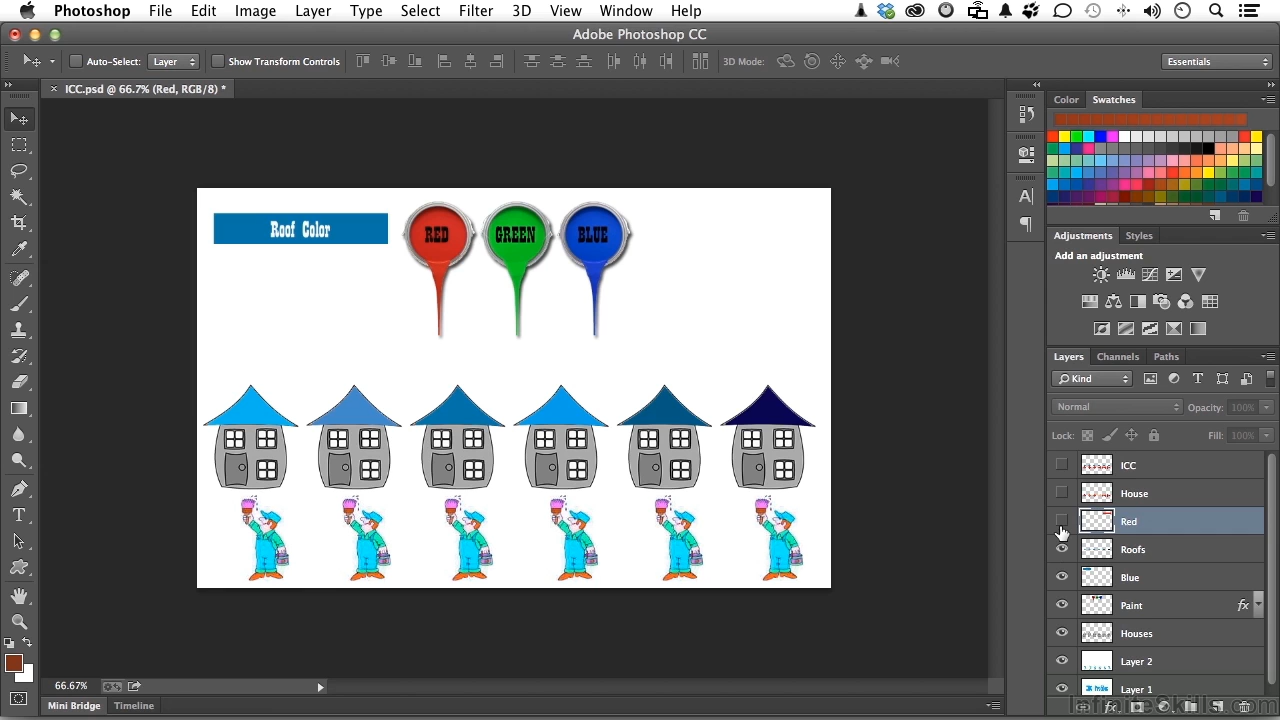 Photoshop File Edit Image Layer Type Select Filter 3D View Window Help
Adobe Photoshop CC
Auto-Select: Layer Show Transform Controls 3D Mode: Essentials
× ICC.psd @ 66.7% (Red, RGB/8) *
Color Swatches
Roof Color
RED GREEN BLUE
Adjustments Styles
Add an adjustment
Layers Channels Paths
Kind
Normal Opacity: 100%
Lock: Fill: 100%
ICC
House
Red
Roofs
Blue
Paint fx
Houses
Layer 2
Layer 1
66.67%
Mini Bridge Timeline
InfiniteSkills.com